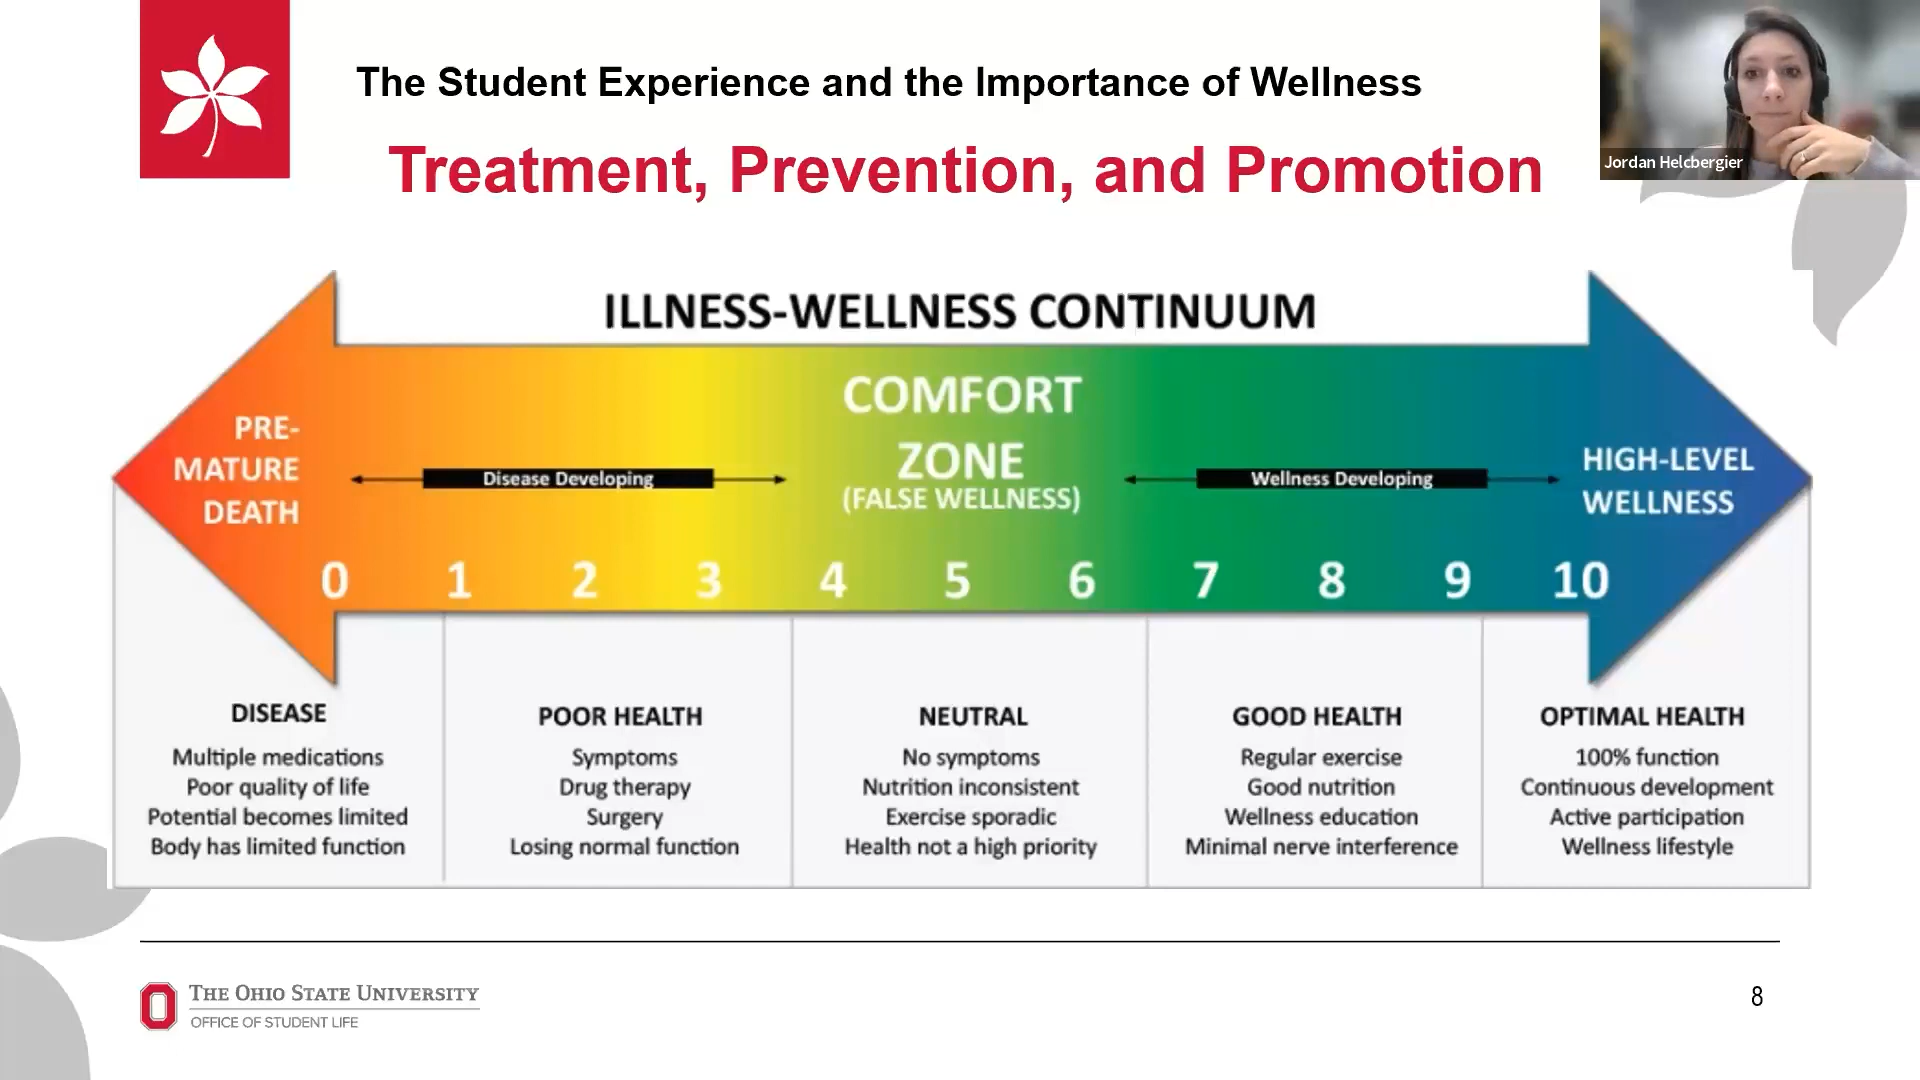 The Student Experience and the Importance of Wellness
Treatment, Prevention, and Promotion
Jordan Helcbergier
ILLNESS-WELLNESS CONTINUUM
PRE-
MATURE
DEATH
Disease Developing
COMFORT
ZONE
(FALSE WELLNESS)
Wellness Developing
HIGH-LEVEL
WELLNESS
0 1 2 3 4 5 6 7 8 9 10
DISEASE
Multiple medications
Poor quality of life
Potential becomes limited
Body has limited function
POOR HEALTH
Symptoms
Drug therapy
Surgery
Losing normal function
NEUTRAL
No symptoms
Nutrition inconsistent
Exercise sporadic
Health not a high priority
GOOD HEALTH
Regular exercise
Good nutrition
Wellness education
Minimal nerve interference
OPTIMAL HEALTH
100% function
Continuous development
Active participation
Wellness lifestyle
THE OHIO STATE UNIVERSITY
OFFICE OF STUDENT LIFE
8